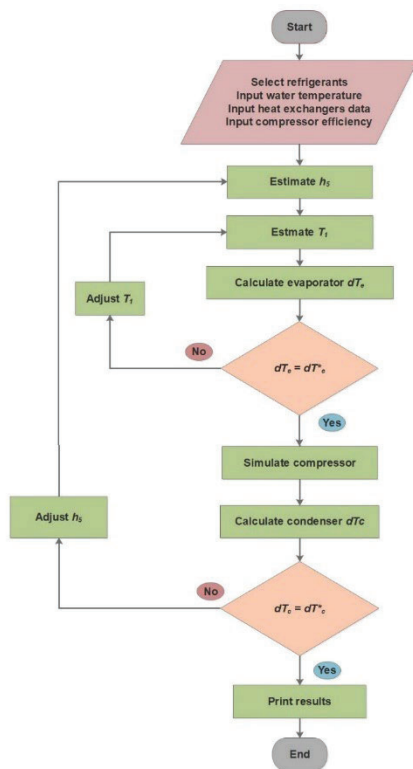 Start
Select refrigerants
Input water temperature
Input heat exchangers data
Input compressor efficiency
Estimate h₅
Estmate T₁
Calculate evaporator dTₑ
Adjust T₁
No
dTₑ = dT*ₑ
Yes
Simulate compressor
Adjust h₅
Calculate condenser dTc
No
dT꜀ = dT*꜀
Yes
Print results
End